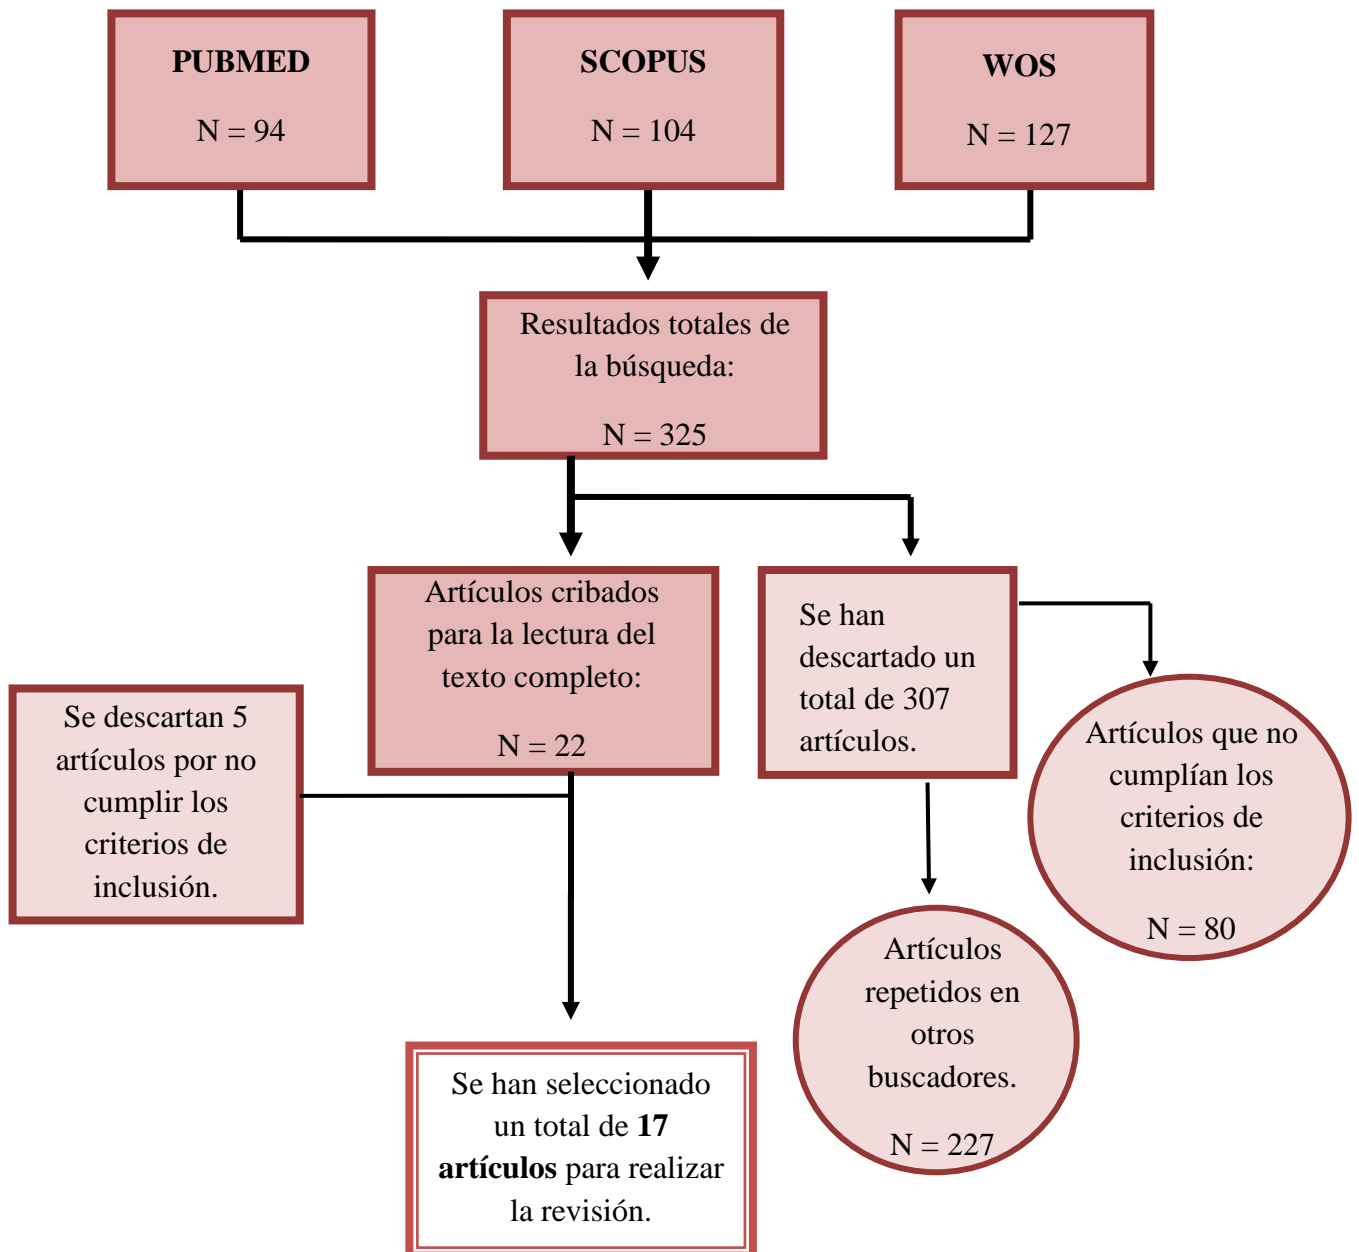 PUBMED
N = 94
SCOPUS
N = 104
WOS
N = 127
Resultados totales de
la búsqueda:
N = 325
Artículos cribados
para la lectura del
texto completo:
N = 22
Se han
descartado un
total de 307
artículos.
Se descartan 5
artículos por no
cumplir los
criterios de
inclusión.
Artículos que no
cumplían los
criterios de
inclusión:
N = 80
Artículos
repetidos en
otros
buscadores.
N = 227
Se han seleccionado
un total de 17
artículos para realizar
la revisión.